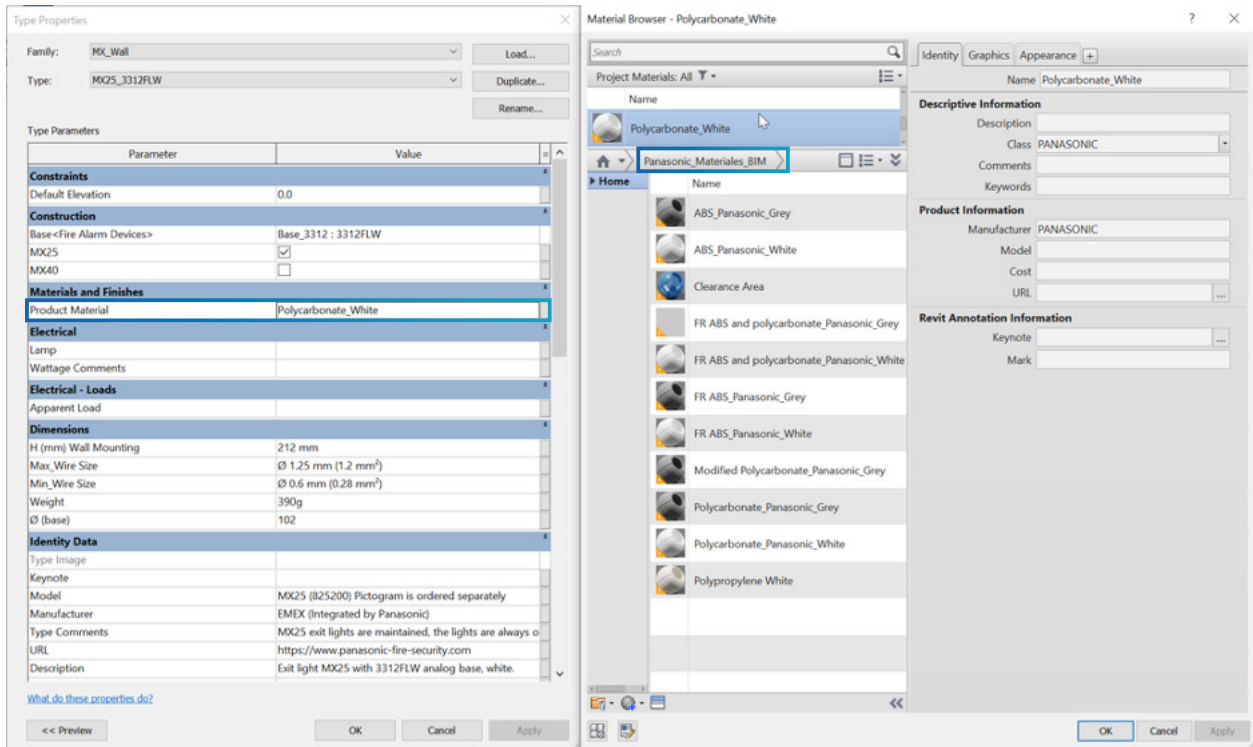 Type Properties
Family: MX_Wall Load...
Type: MX25_3312FLW Duplicate...
Rename...
Type Parameters
Parameter Value =
Constraints
Default Elevation 0.0
Construction
Base<Fire Alarm Devices> Base_3312 : 3312FLW
MX25
MX40
Materials and Finishes
Product Material Polycarbonate_White
Electrical
Lamp
Wattage Comments
Electrical - Loads
Apparent Load
Dimensions
H (mm) Wall Mounting 212 mm
Max_Wire Size Ø 1.25 mm (1.2 mm²)
Min_Wire Size Ø 0.6 mm (0.28 mm²)
Weight 390g
Ø (base) 102
Identity Data
Type Image
Keynote
Model MX25 (825200) Pictogram is ordered separately
Manufacturer EMEX (Integrated by Panasonic)
Type Comments MX25 exit lights are maintained, the lights are always o
URL https://www.panasonic-fire-security.com
Description Exit light MX25 with 3312FLW analog base, white.
What do these properties do?
<< Preview OK Cancel Apply
Material Browser - Polycarbonate_White ?
Search
Project Materials: All
Name
Polycarbonate_White
Panasonic_Materiales_BIM
Home
Name
ABS_Panasonic_Grey
ABS_Panasonic_White
Clearance Area
FR ABS and polycarbonate_Panasonic_Grey
FR ABS and polycarbonate_Panasonic_White
FR ABS_Panasonic_Grey
FR ABS_Panasonic_White
Modified Polycarbonate_Panasonic_Grey
Polycarbonate_Panasonic_Grey
Polycarbonate_Panasonic_White
Polypropylene White
Identity Graphics Appearance +
Name Polycarbonate_White
Descriptive Information
Description
Class PANASONIC
Comments
Keywords
Product Information
Manufacturer PANASONIC
Model
Cost
URL ...
Revit Annotation Information
Keynote ...
Mark
OK Cancel Apply